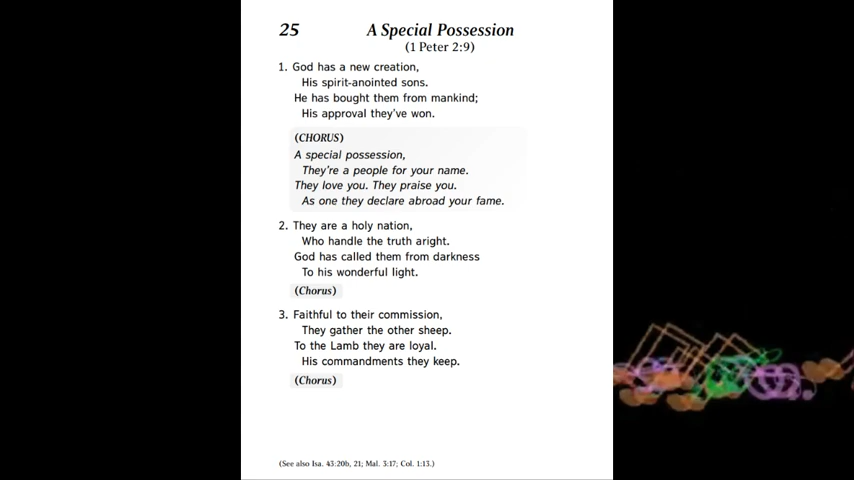 25 A Special Possession
(1 Peter 2:9)
1. God has a new creation,
His spirit-anointed sons.
He has bought them from mankind;
His approval they've won.
(CHORUS)
A special possession,
They're a people for your name.
They love you. They praise you.
As one they declare abroad your fame.
2. They are a holy nation,
Who handle the truth aright.
God has called them from darkness
To his wonderful light.
(Chorus)
3. Faithful to their commission,
They gather the other sheep.
To the Lamb they are loyal.
His commandments they keep.
(Chorus)
(See also Isa. 43:20b, 21; Mal. 3:17; Col. 1:13.)